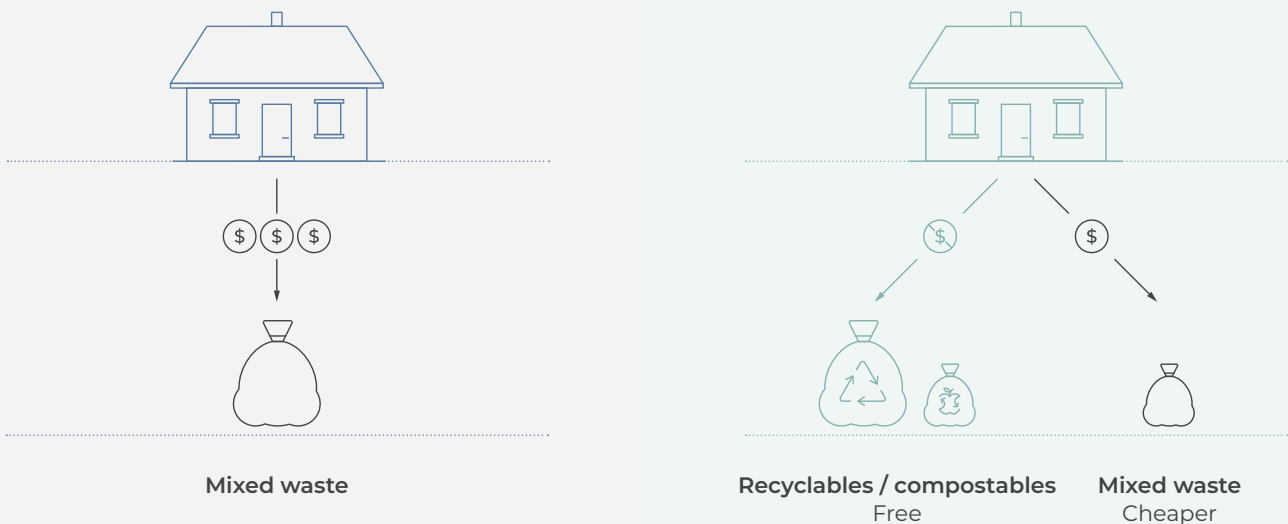 $ $ $
Mixed waste
$ $
Recyclables / compostables
Free
Mixed waste
Cheaper